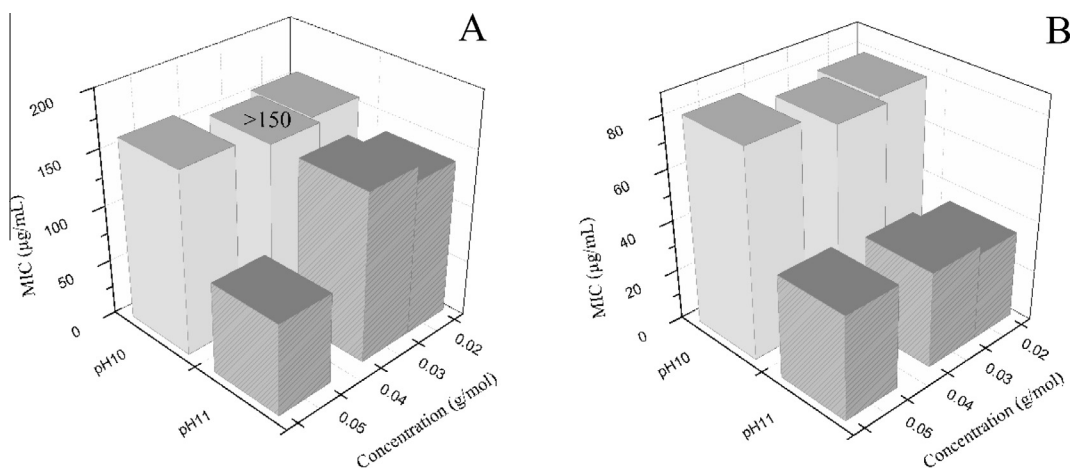 A
200
150
100
50
0
MIC (µg/mL)
>150
pH10
pH11
0.05
0.04
0.03
0.02
Concentration (g/mol)
B
80
60
40
20
0
MIC (µg/mL)
pH10
pH11
0.05
0.04
0.03
0.02
Concentration (g/mol)